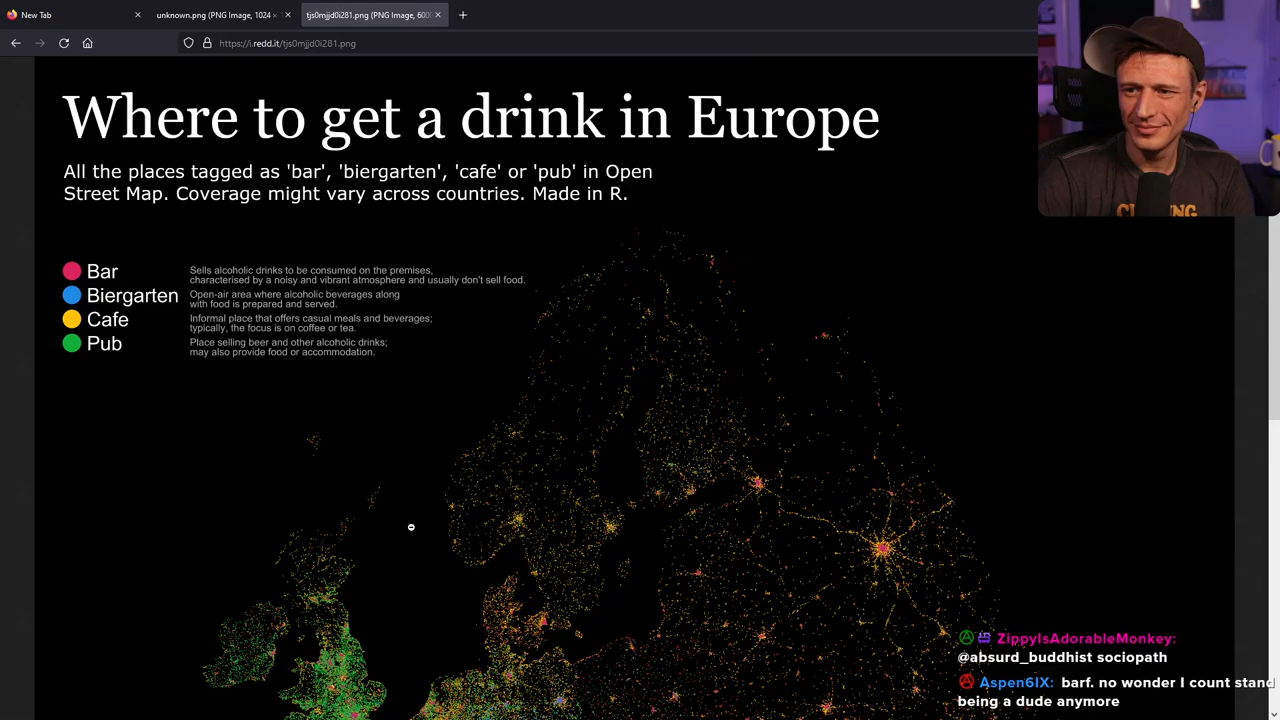 New Tab
unknown.png (PNG Image, 1024 ×
tjs0mjjd0i281.png (PNG Image, 600
https://i.redd.it/tjs0mjjd0i281.png
Where to get a drink in Europe
All the places tagged as 'bar', 'biergarten', 'cafe' or 'pub' in Open
Street Map. Coverage might vary across countries. Made in R.
Bar
Sells alcoholic drinks to be consumed on the premises,
characterised by a noisy and vibrant atmosphere and usually don't sell food.
Biergarten
Open-air area where alcoholic beverages along
with food is prepared and served.
Cafe
Informal place that offers casual meals and beverages;
typically, the focus is on coffee or tea.
Pub
Place selling beer and other alcoholic drinks;
may also provide food or accommodation.
ZippyIsAdorableMonkey:
@absurd_buddhist sociopath
Aspen6IX: barf. no wonder I count stand
being a dude anymore